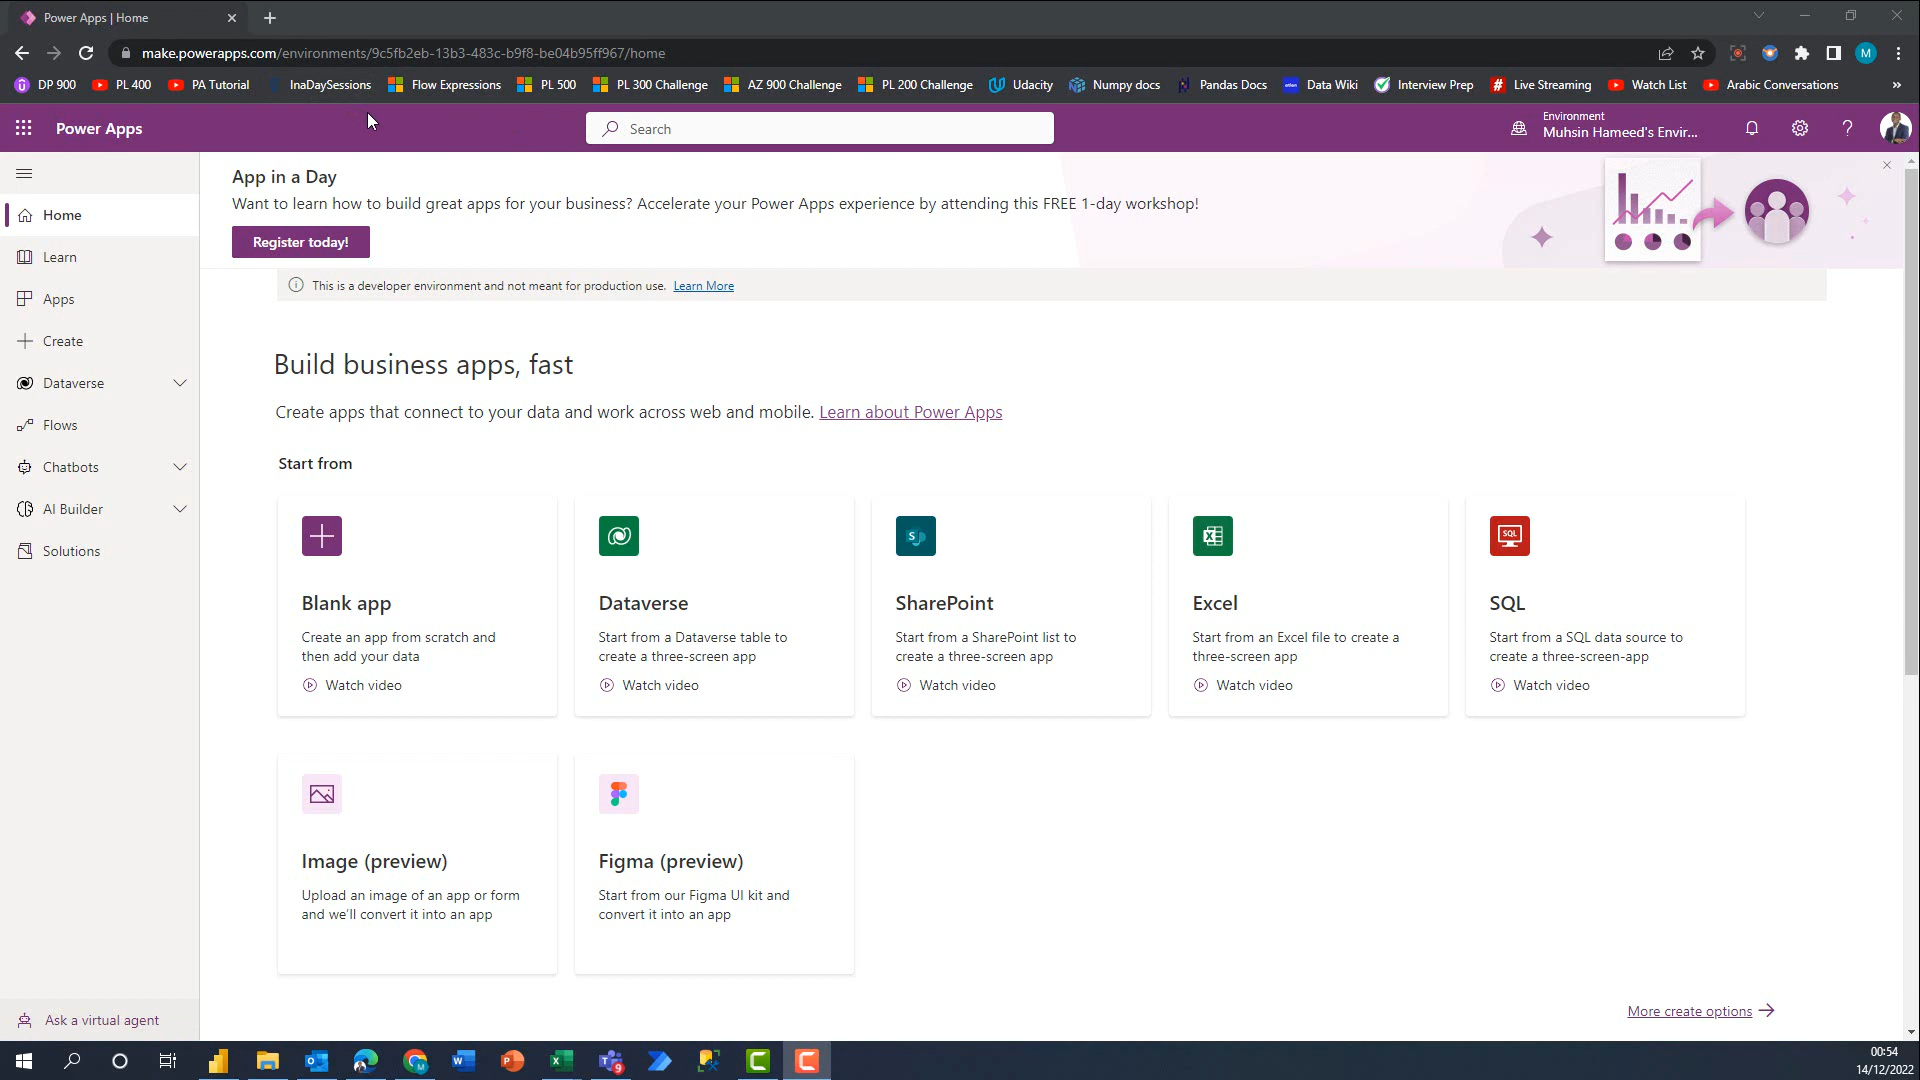 Power Apps | Home
make.powerapps.com/environments/9c5fb2eb-13b3-483c-b9f8-be04b95ff967/home
DP 900
PL 400
PA Tutorial
InaDaySessions
Flow Expressions
PL 500
PL 300 Challenge
AZ 900 Challenge
PL 200 Challenge
Udacity
Numpy docs
Pandas Docs
Data Wiki
Interview Prep
Live Streaming
Watch List
Arabic Conversations
»
Power Apps
Search
Environment
Muhsin Hameed's Envir...
App in a Day
Want to learn how to build great apps for your business? Accelerate your Power Apps experience by attending this FREE 1-day workshop!
Register today!
This is a developer environment and not meant for production use. Learn More
Home
Learn
Apps
Create
Dataverse
Flows
Chatbots
AI Builder
Solutions
Ask a virtual agent
Build business apps, fast
Create apps that connect to your data and work across web and mobile. Learn about Power Apps
Start from
Blank app
Create an app from scratch and
then add your data
Watch video
Dataverse
Start from a Dataverse table to
create a three-screen app
Watch video
SharePoint
Start from a SharePoint list to
create a three-screen app
Watch video
Excel
Start from an Excel file to create a
three-screen app
Watch video
SQL
SQL
Start from a SQL data source to
create a three-screen-app
Watch video
Image (preview)
Upload an image of an app or form
and we'll convert it into an app
Figma (preview)
Start from our Figma UI kit and
convert it into an app
More create options
00:54
14/12/2022